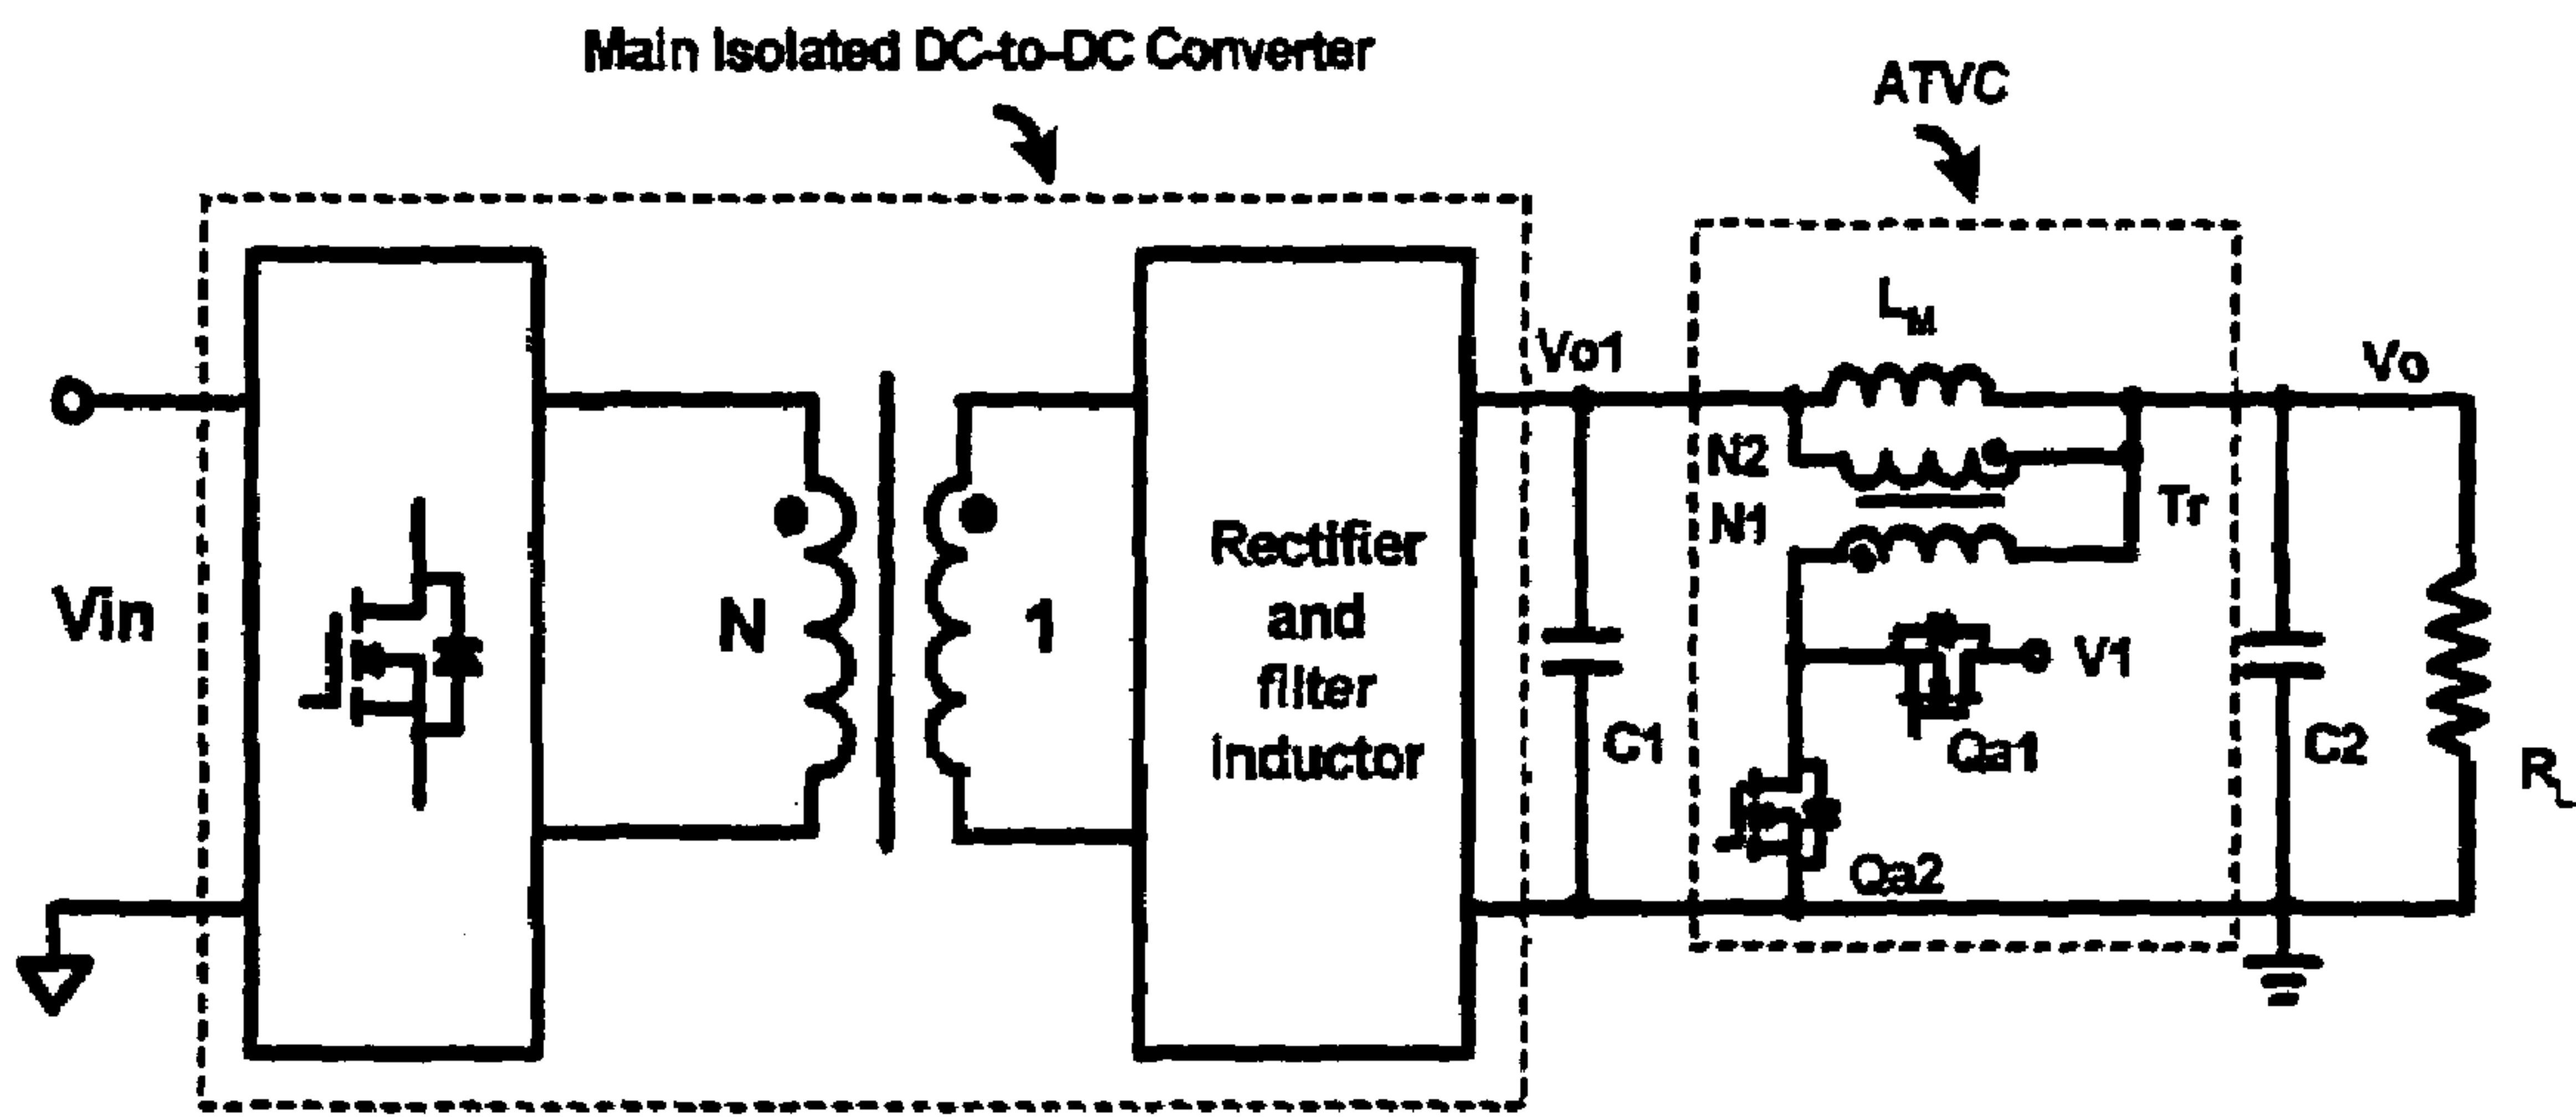 Main Isolated DC-to-DC Converter
ATVC
Vin
N
1
Rectifier
and
filter
inductor
Vo1
C1
LM
N2
N1
Tr
V1
Qa1
Qa2
Vo
C2
RL